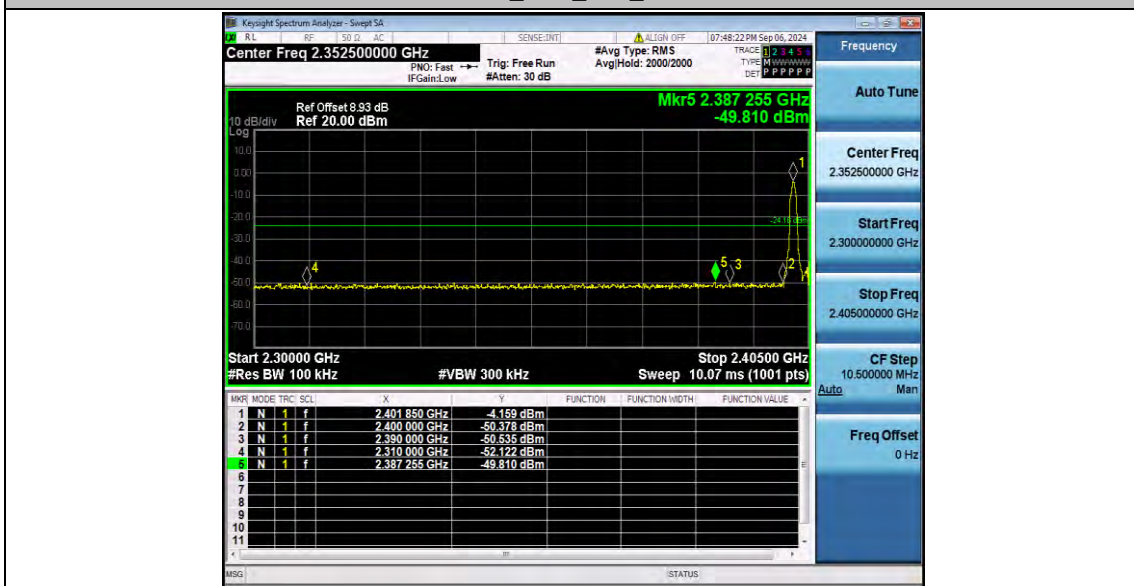 Keysight Spectrum Analyzer - Swept SA
RL RF 50 Ω AC SENSE:INT ALIGN OFF 07:48:22 PM Sep 06, 2024
Center Freq 2.352500000 GHz
PNO: Fast
IFGain:Low
Trig: Free Run
#Atten: 30 dB
#Avg Type: RMS
Avg|Hold: 2000/2000
TRACE 1 2 3 4 5 6
TYPE M WWWWW
DET P P P P P P
Frequency
Auto Tune
Center Freq
2.352500000 GHz
Start Freq
2.300000000 GHz
Stop Freq
2.405000000 GHz
CF Step
10.500000 MHz
Auto Man
Freq Offset
0 Hz
Mkr5 2.387 255 GHz
-49.810 dBm
Ref Offset 8.93 dB
10 dB/div Ref 20.00 dBm
Log
10.0
0.00
-10.0
-20.0
-30.0
-40.0
-50.0
-60.0
-70.0
1
4
5
3
2
Start 2.30000 GHz Stop 2.40500 GHz
#Res BW 100 kHz #VBW 300 kHz Sweep 10.07 ms (1001 pts)
MKR MODE TRC SCL X Y FUNCTION FUNCTION WIDTH FUNCTION VALUE
1 N 1 f 2.401 850 GHz -4.159 dBm
2 N 1 f 2.400 000 GHz -50.378 dBm
3 N 1 f 2.390 000 GHz -50.535 dBm
4 N 1 f 2.310 000 GHz -52.122 dBm
5 N 1 f 2.387 255 GHz -49.810 dBm
6
7
8
9
10
11
MSG STATUS